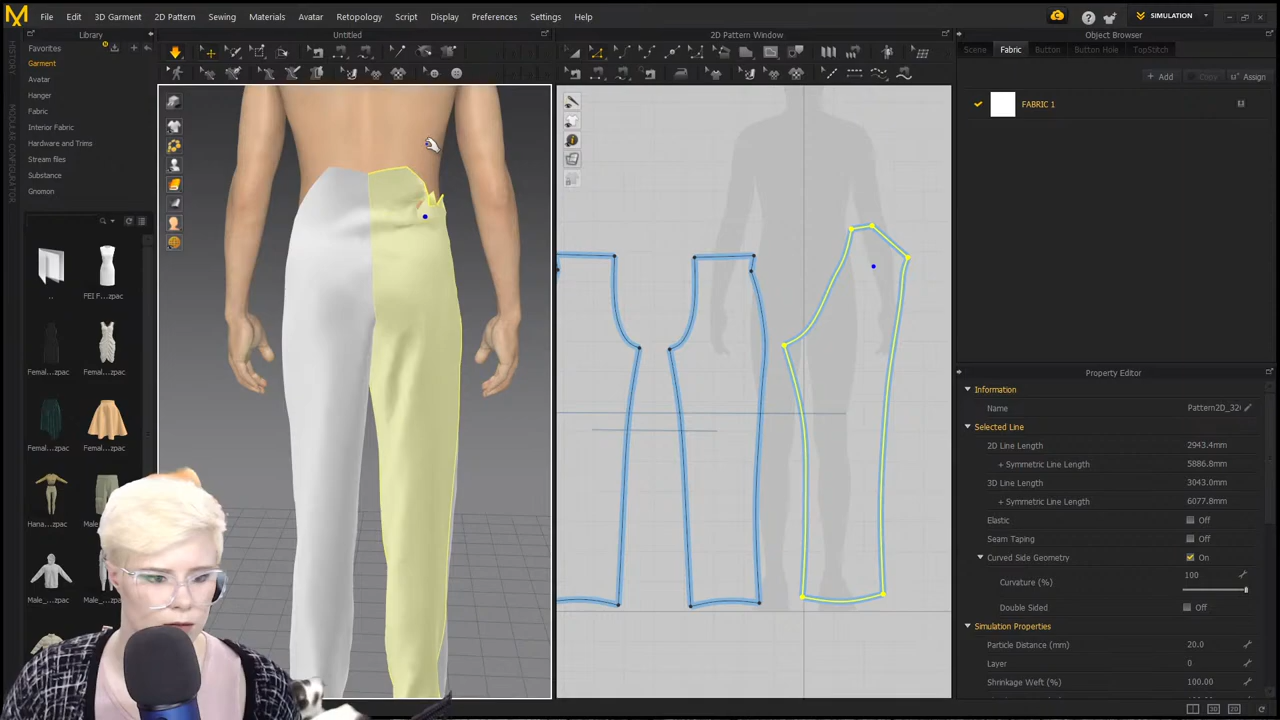 File Edit 3D Garment 2D Pattern Sewing Materials Avatar Retopology Script Display Preferences Settings Help
SIMULATION
Library
Untitled
2D Pattern Window
Object Browser
HISTORY
MODULAR CONFIGURATOR
Favorites
Garment
Avatar
Hanger
Fabric
Interior Fabric
Hardware and Trims
Stream files
Substance
Gnomon
Scene Fabric Button Button Hole TopStitch
+ Add Copy Assign
FABRIC 1
..
FEI F....zpac
Femal...zpac
Femal...zpac
Femal...zpac
Femal...zpac
Hana...zpac
Male_...
Male_...
Property Editor
Information
Name Pattern2D_32
Selected Line
2D Line Length 2943.4mm
+ Symmetric Line Length 5886.8mm
3D Line Length 3043.0mm
+ Symmetric Line Length 6077.8mm
Elastic Off
Seam Taping Off
Curved Side Geometry On
Curvature (%) 100
Double Sided Off
Simulation Properties
Particle Distance (mm) 20.0
Layer 0
Shrinkage Weft (%) 100.00
3D 2D